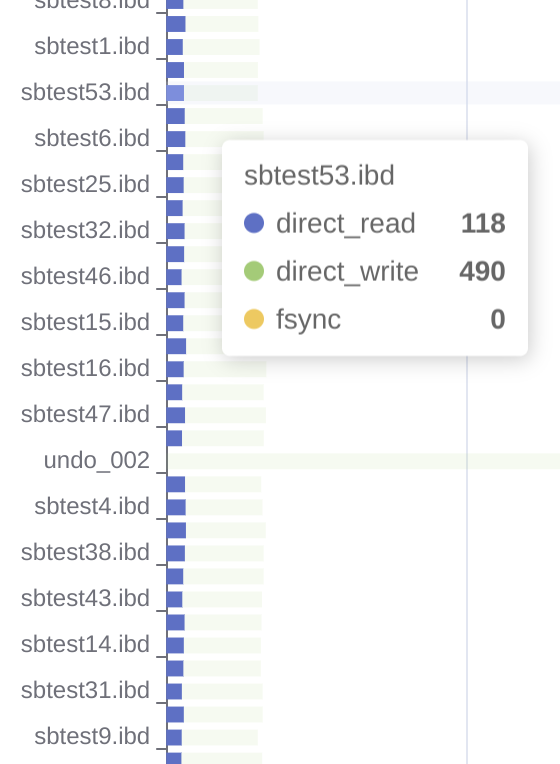 sbtest8.ibd
sbtest1.ibd
sbtest53.ibd
sbtest6.ibd
sbtest25.ibd
sbtest32.ibd
sbtest46.ibd
sbtest15.ibd
sbtest16.ibd
sbtest47.ibd
undo_002
sbtest4.ibd
sbtest38.ibd
sbtest43.ibd
sbtest14.ibd
sbtest31.ibd
sbtest9.ibd
sbtest53.ibd
direct_read 118
direct_write 490
fsync 0